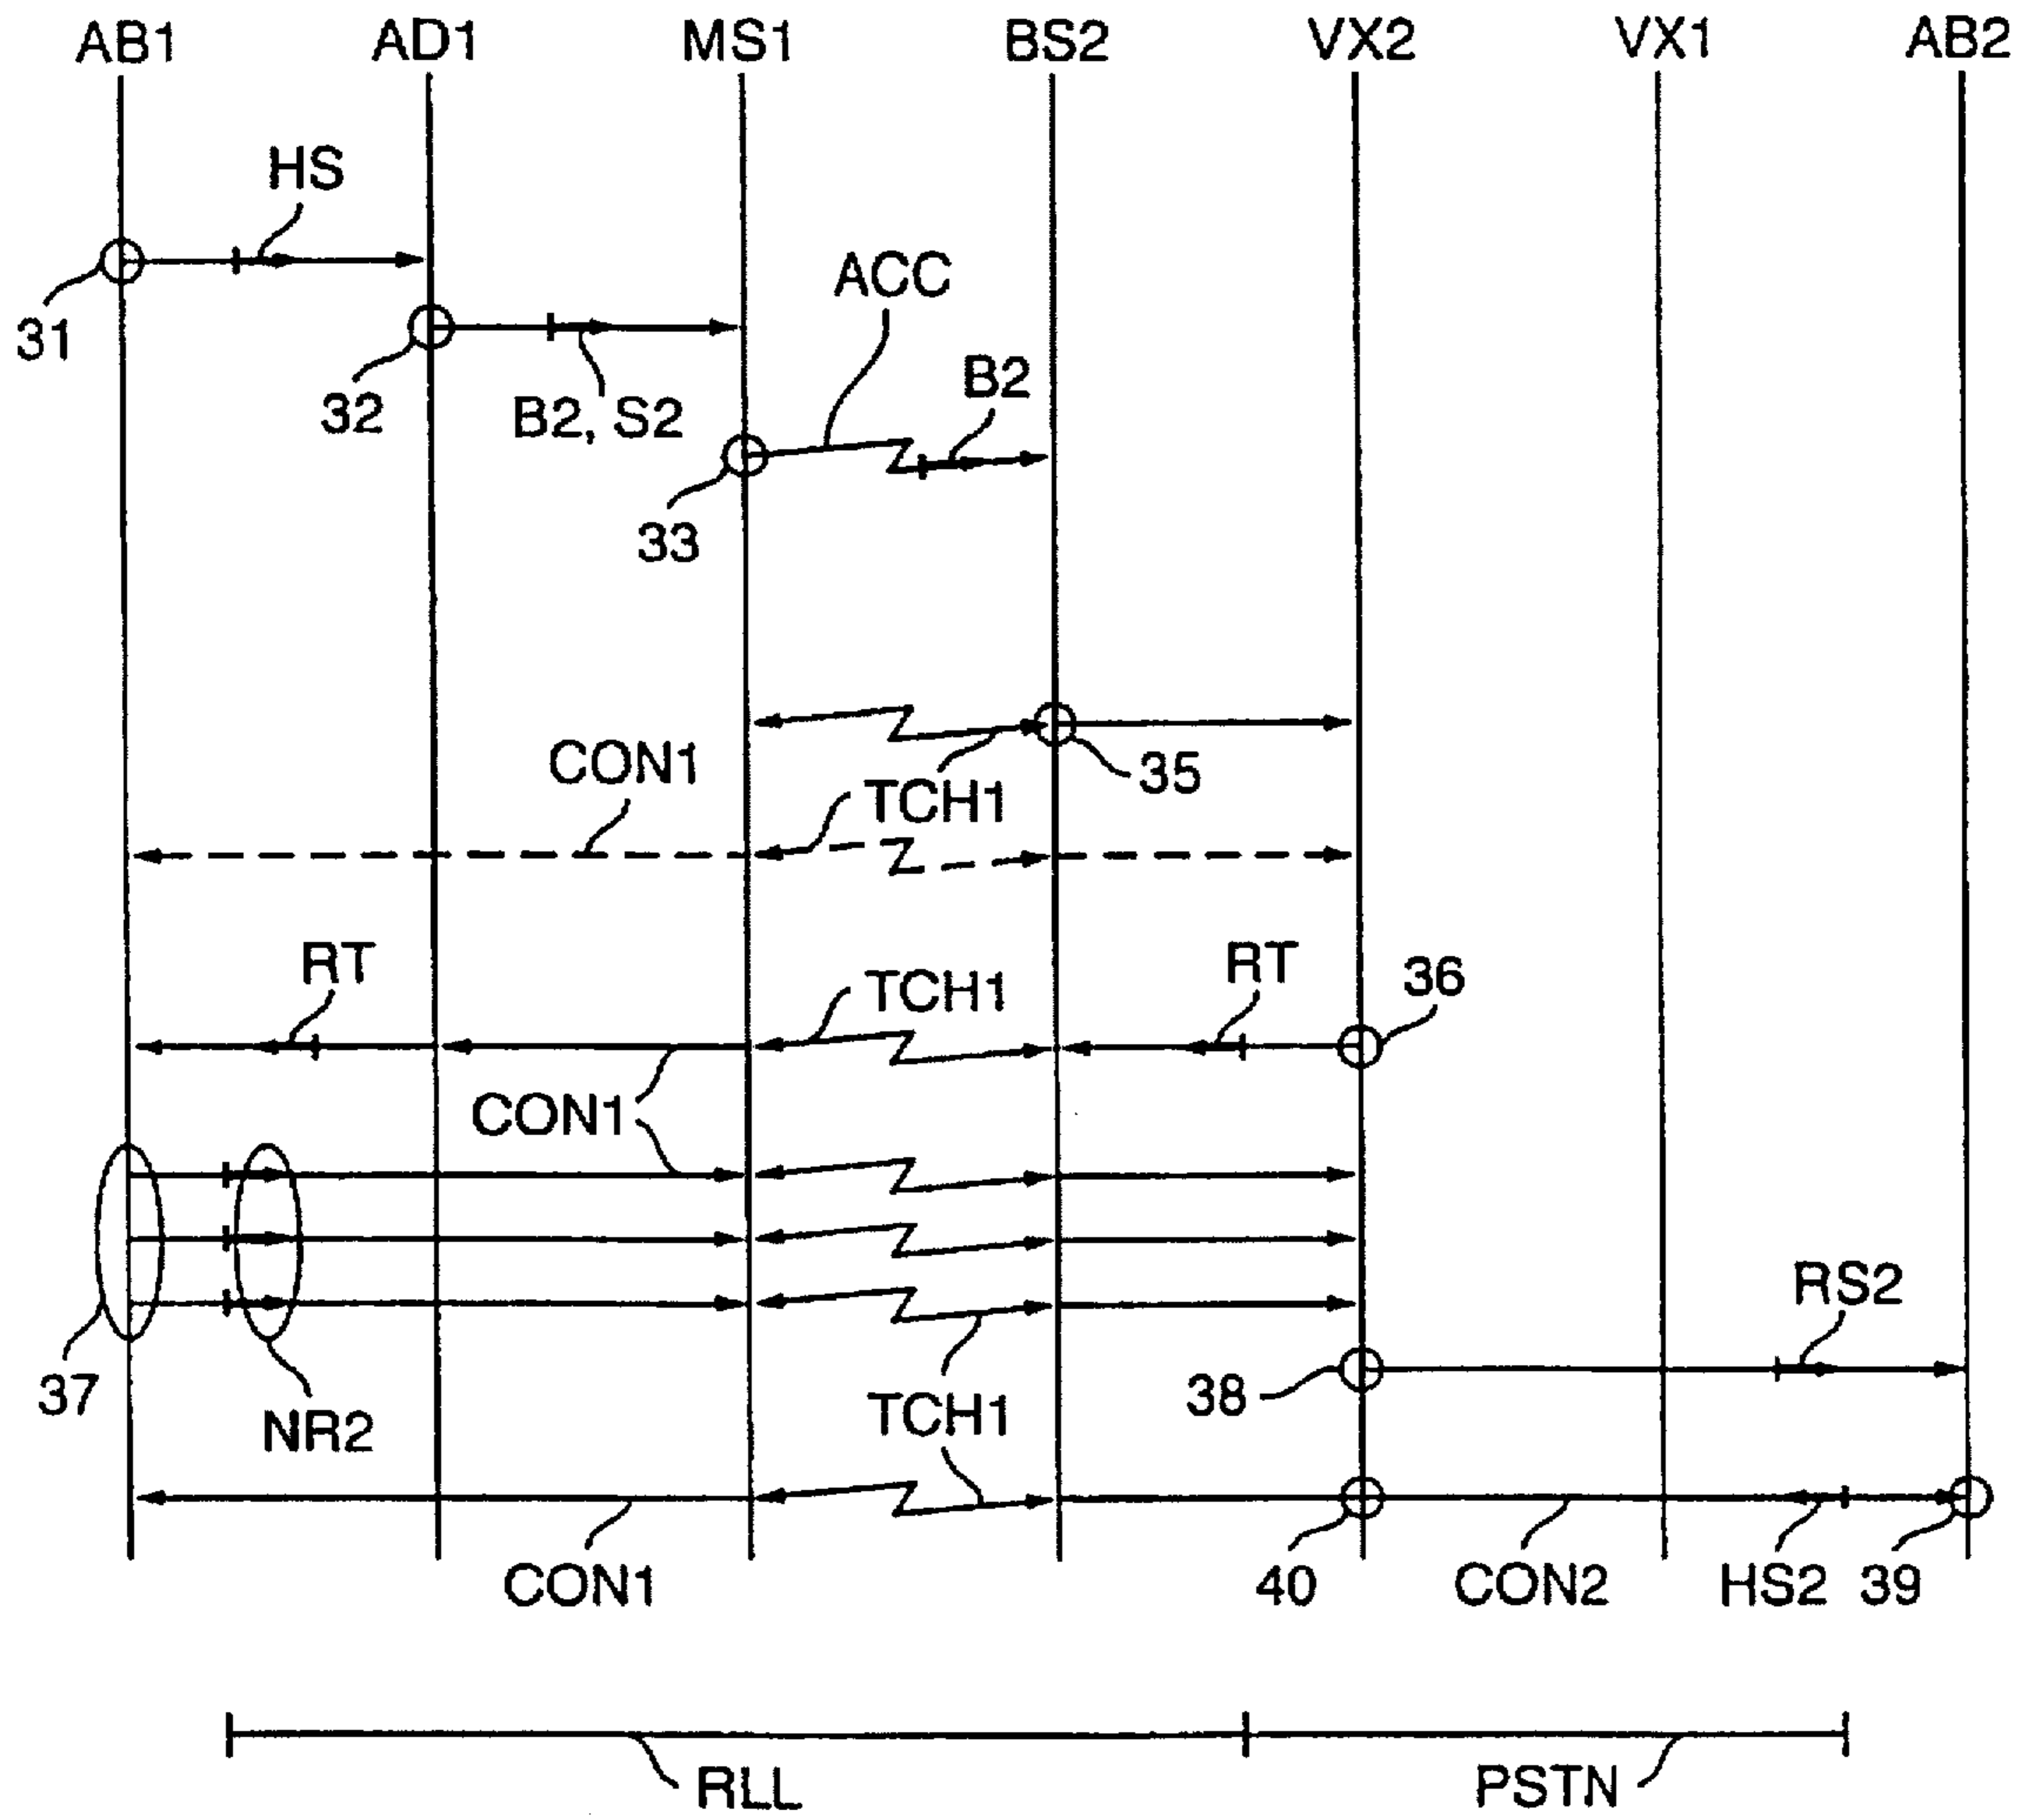 AB1 AD1 MS1 BS2 VX2 VX1 AB2
HS
ACC
31
B2
32
B2, S2
33
CON1
TCH1
35
RT
TCH1
RT
36
CON1
RS2
37
NR2
38
TCH1
CON1
40
CON2
HS2
39
RLL
PSTN